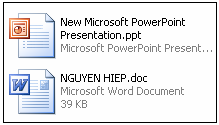 New Microsoft PowerPoint
Presentation.ppt
Microsoft PowerPoint Present...
NGUYEN HIEP.doc
Microsoft Word Document
39 KB